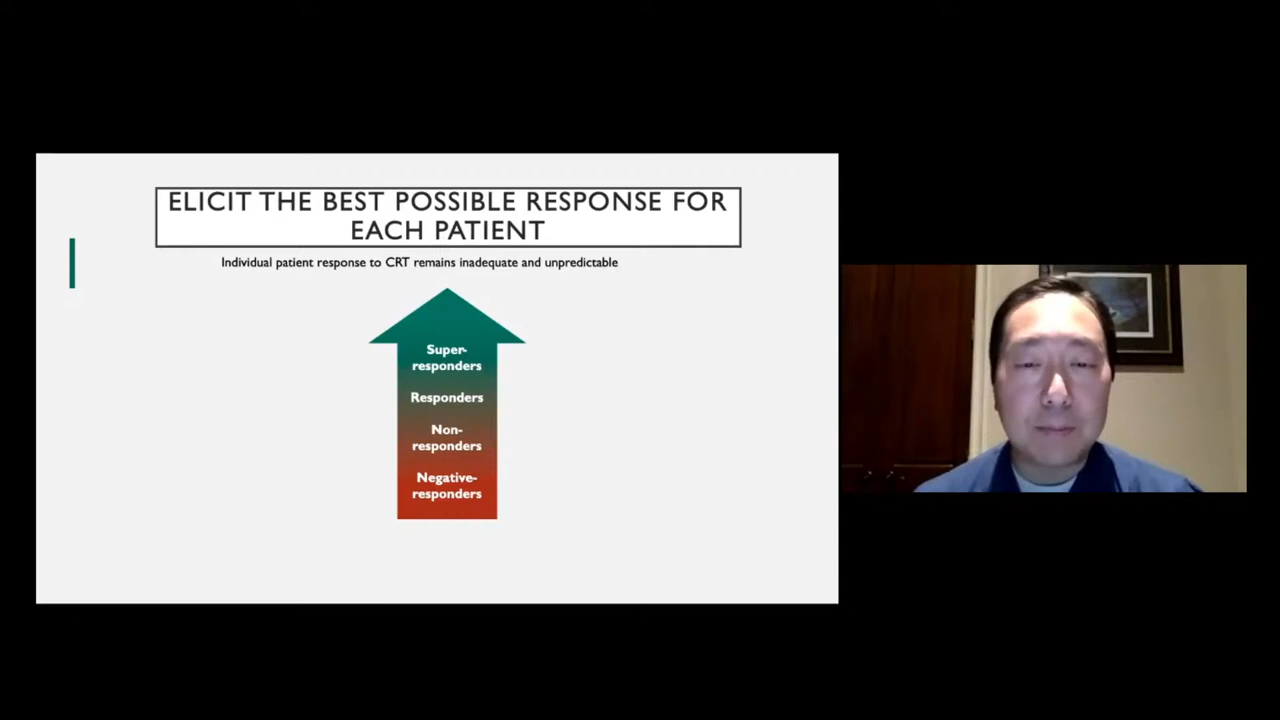 ELICIT THE BEST POSSIBLE RESPONSE FOR
EACH PATIENT
Individual patient response to CRT remains inadequate and unpredictable
Super-
responders
Responders
Non-
responders
Negative-
responders